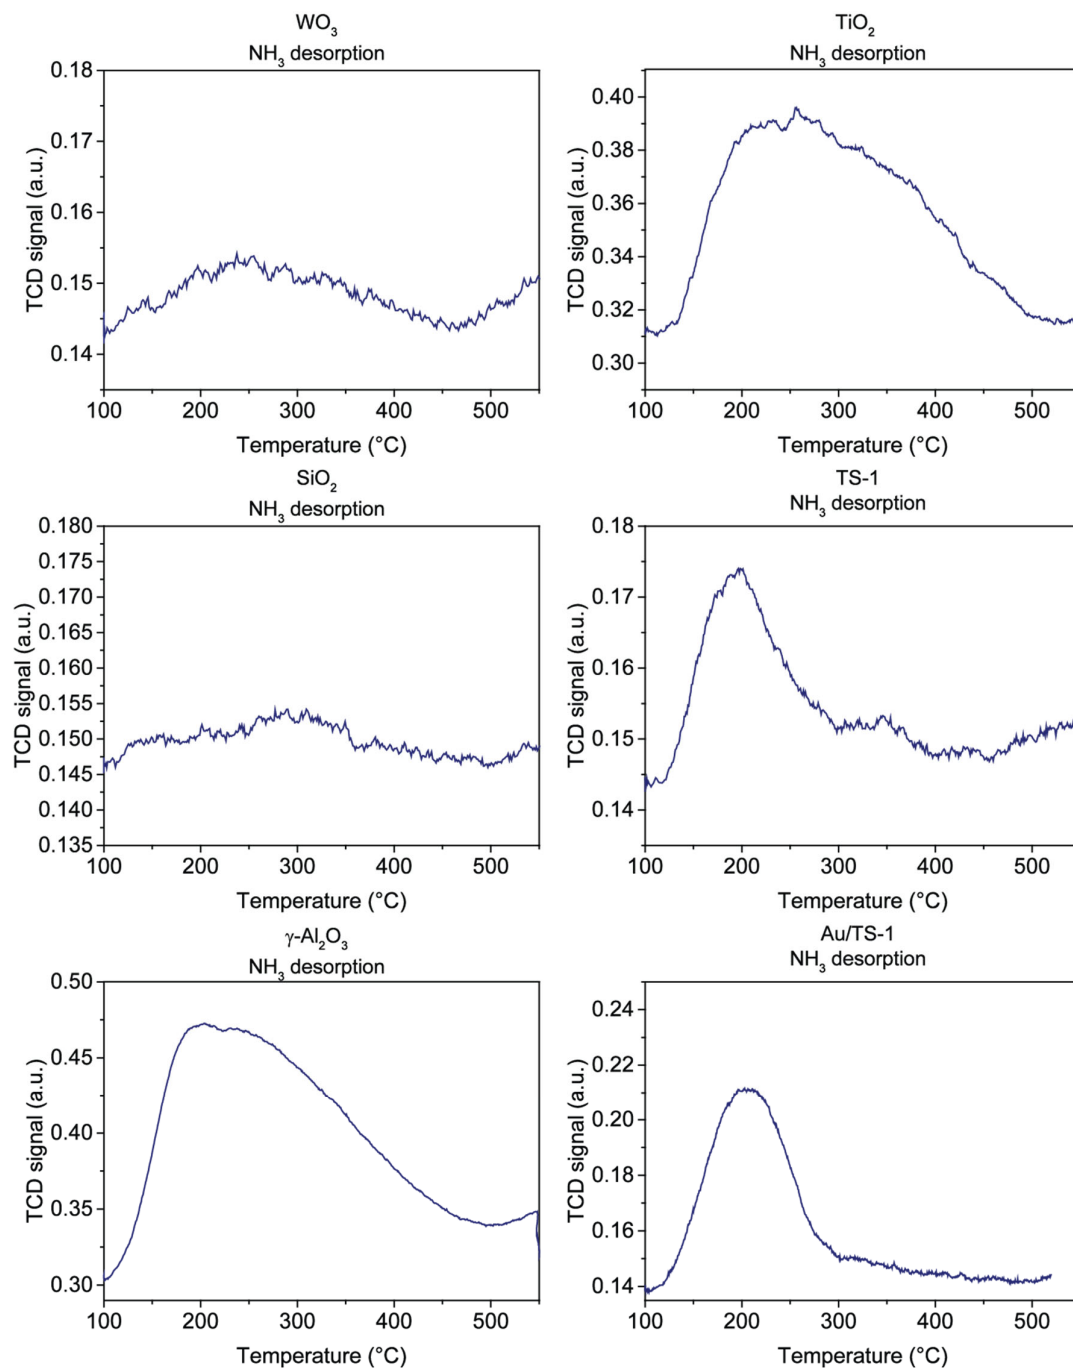 WO₃
NH₃ desorption
0.18
0.17
0.16
0.15
0.14
TCD signal (a.u.)
100 200 300 400 500
Temperature (°C)
TiO₂
NH₃ desorption
0.40
0.38
0.36
0.34
0.32
0.30
TCD signal (a.u.)
100 200 300 400 500
Temperature (°C)
SiO₂
NH₃ desorption
0.180
0.175
0.170
0.165
0.160
0.155
0.150
0.145
0.140
0.135
TCD signal (a.u.)
100 200 300 400 500
Temperature (°C)
TS-1
NH₃ desorption
0.18
0.17
0.16
0.15
0.14
TCD signal (a.u.)
100 200 300 400 500
Temperature (°C)
γ-Al₂O₃
NH₃ desorption
0.50
0.45
0.40
0.35
0.30
TCD signal (a.u.)
100 200 300 400 500
Temperature (°C)
Au/TS-1
NH₃ desorption
0.24
0.22
0.20
0.18
0.16
0.14
TCD signal (a.u.)
100 200 300 400 500
Temperature (°C)